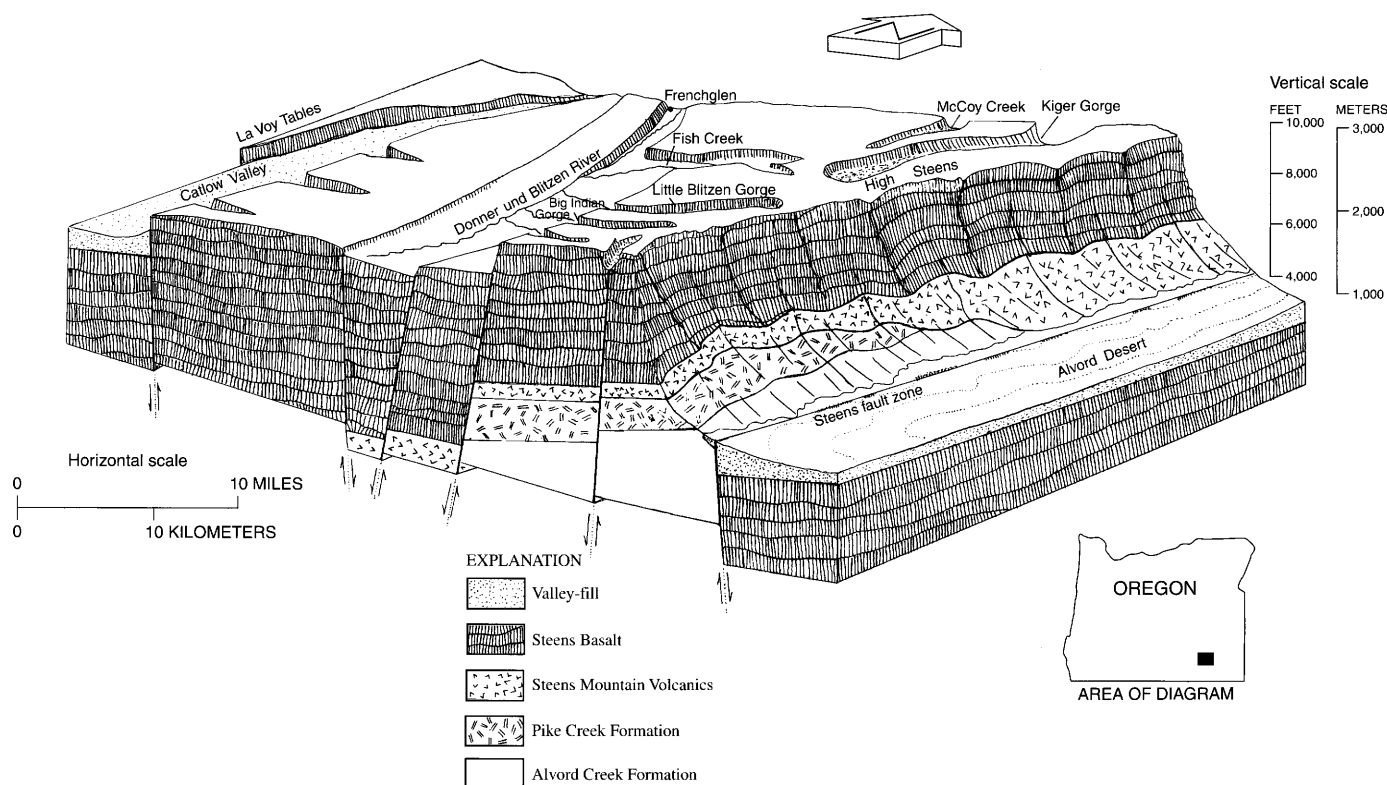 Frenchglen
La Voy Tables
McCoy Creek
Kiger Gorge
Fish Creek
Catlow Valley
High Steens
Donner und Blitzen River
Little Blitzen Gorge
Big Indian
Gorge
Alvord Desert
Steens fault zone
Vertical scale
FEET
METERS
10,000
3,000
8,000
2,000
6,000
4,000
1,000
Horizontal scale
0
10 MILES
0
10 KILOMETERS
EXPLANATION
Valley-fill
Steens Basalt
Steens Mountain Volcanics
Pike Creek Formation
Alvord Creek Formation
OREGON
AREA OF DIAGRAM